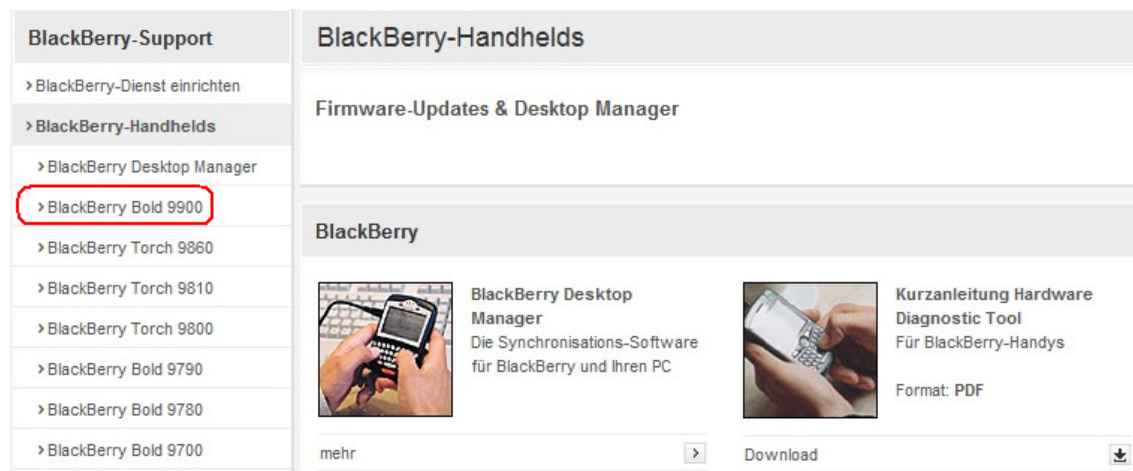 BlackBerry-Support
BlackBerry-Dienst einrichten
BlackBerry-Handhelds
BlackBerry Desktop Manager
BlackBerry Bold 9900
BlackBerry Torch 9860
BlackBerry Torch 9810
BlackBerry Torch 9800
BlackBerry Bold 9790
BlackBerry Bold 9780
BlackBerry Bold 9700
BlackBerry-Handhelds
Firmware-Updates & Desktop Manager
BlackBerry
BlackBerry Desktop
Manager
Die Synchronisations-Software
für BlackBerry und Ihren PC
mehr
Kurzanleitung Hardware
Diagnostic Tool
Für BlackBerry-Handys
Format: PDF
Download